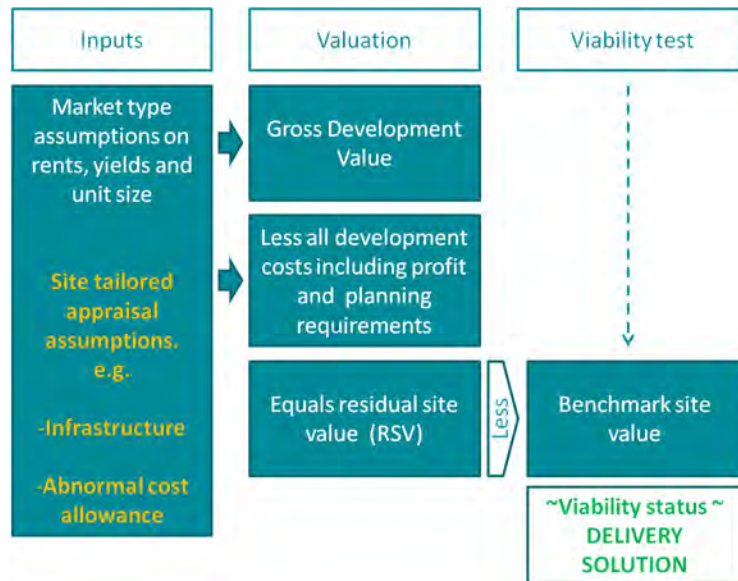 Inputs
Valuation
Viability test
Market type
assumptions on
rents, yields and
unit size
Site tailored
appraisal
assumptions.
e.g.
-Infrastructure
-Abnormal cost
allowance
Gross Development
Value
Less all development
costs including profit
and planning
requirements
Equals residual site
value (RSV)
Less
Benchmark site
value
~Viability status ~
DELIVERY
SOLUTION